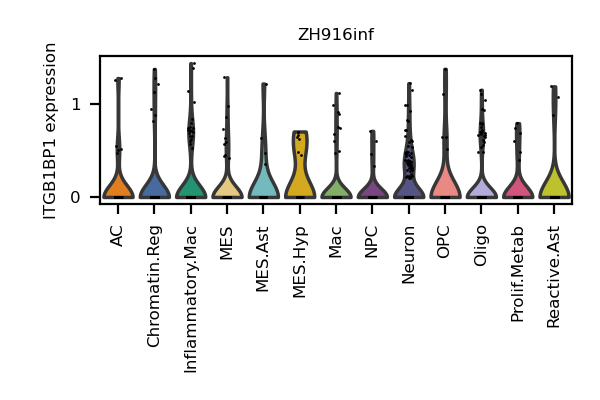 ZH916inf
ITGB1BP1 expression
1
0
AC
Chromatin.Reg
Inflammatory.Mac
MES
MES.Ast
MES.Hyp
Mac
NPC
Neuron
OPC
Oligo
Prolif.Metab
Reactive.Ast